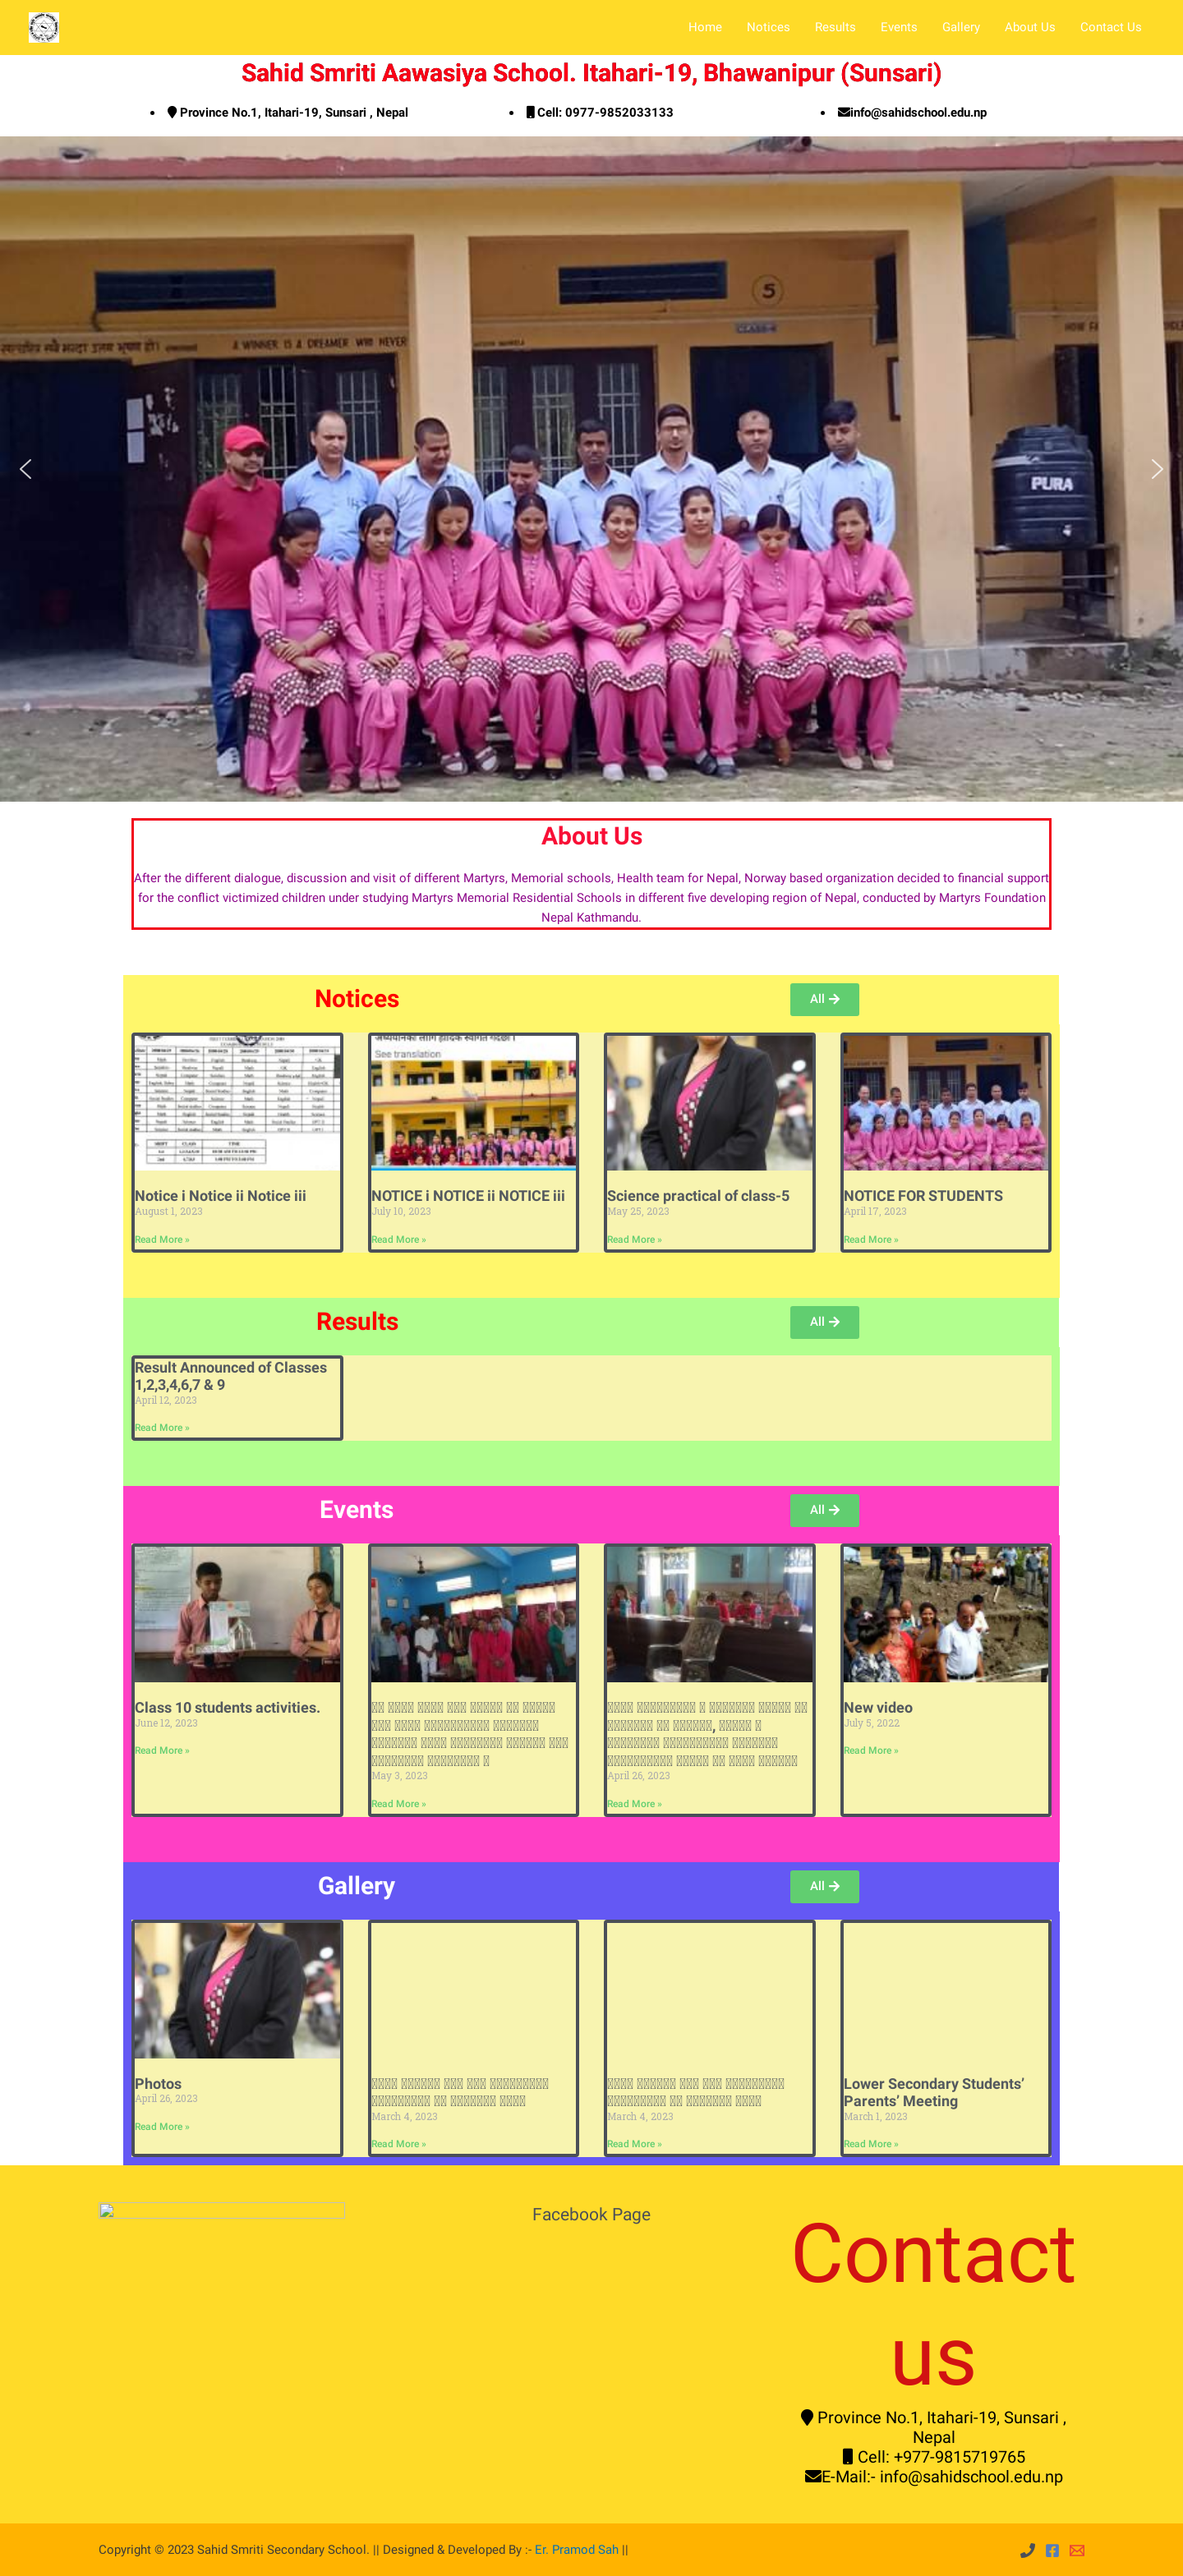 Home Notices Results Events Gallery About Us Contact Us
Sahid Smriti Aawasiya School. Itahari-19, Bhawanipur (Sunsari)
Province No.1, Itahari-19, Sunsari , Nepal
Cell: 0977-9852033133
info@sahidschool.edu.np
5
A WINNER IS A DREAMER WHO NEVER
HOW FA
PURA
About Us
After the different dialogue, discussion and visit of different Martyrs, Memorial schools, Health team for Nepal, Norway based organization decided to financial support
for the conflict victimized children under studying Martyrs Memorial Residential Schools in different five developing region of Nepal, conducted by Martyrs Foundation
Nepal Kathmandu.
Notices
All
See translation
Notice i Notice ii Notice iii
August 1, 2023
Read More »
NOTICE i NOTICE ii NOTICE iii
July 10, 2023
Read More »
Science practical of class-5
May 25, 2023
Read More »
NOTICE FOR STUDENTS
April 17, 2023
Read More »
Results
All
Result Announced of Classes
1,2,3,4,6,7 & 9
April 12, 2023
Read More »
Events
All
Class 10 students activities.
June 12, 2023
Read More »
May 3, 2023
Read More »
April 26, 2023
Read More »
New video
July 5, 2022
Read More »
Gallery
All
Photos
April 26, 2023
Read More »
March 4, 2023
Read More »
March 4, 2023
Read More »
Lower Secondary Students’
Parents’ Meeting
March 1, 2023
Read More »
Facebook Page
Contact
us
Province No.1, Itahari-19, Sunsari ,
Nepal
Cell: +977-9815719765
E-Mail:- info@sahidschool.edu.np
Copyright © 2023 Sahid Smriti Secondary School. || Designed & Developed By :- Er. Pramod Sah ||